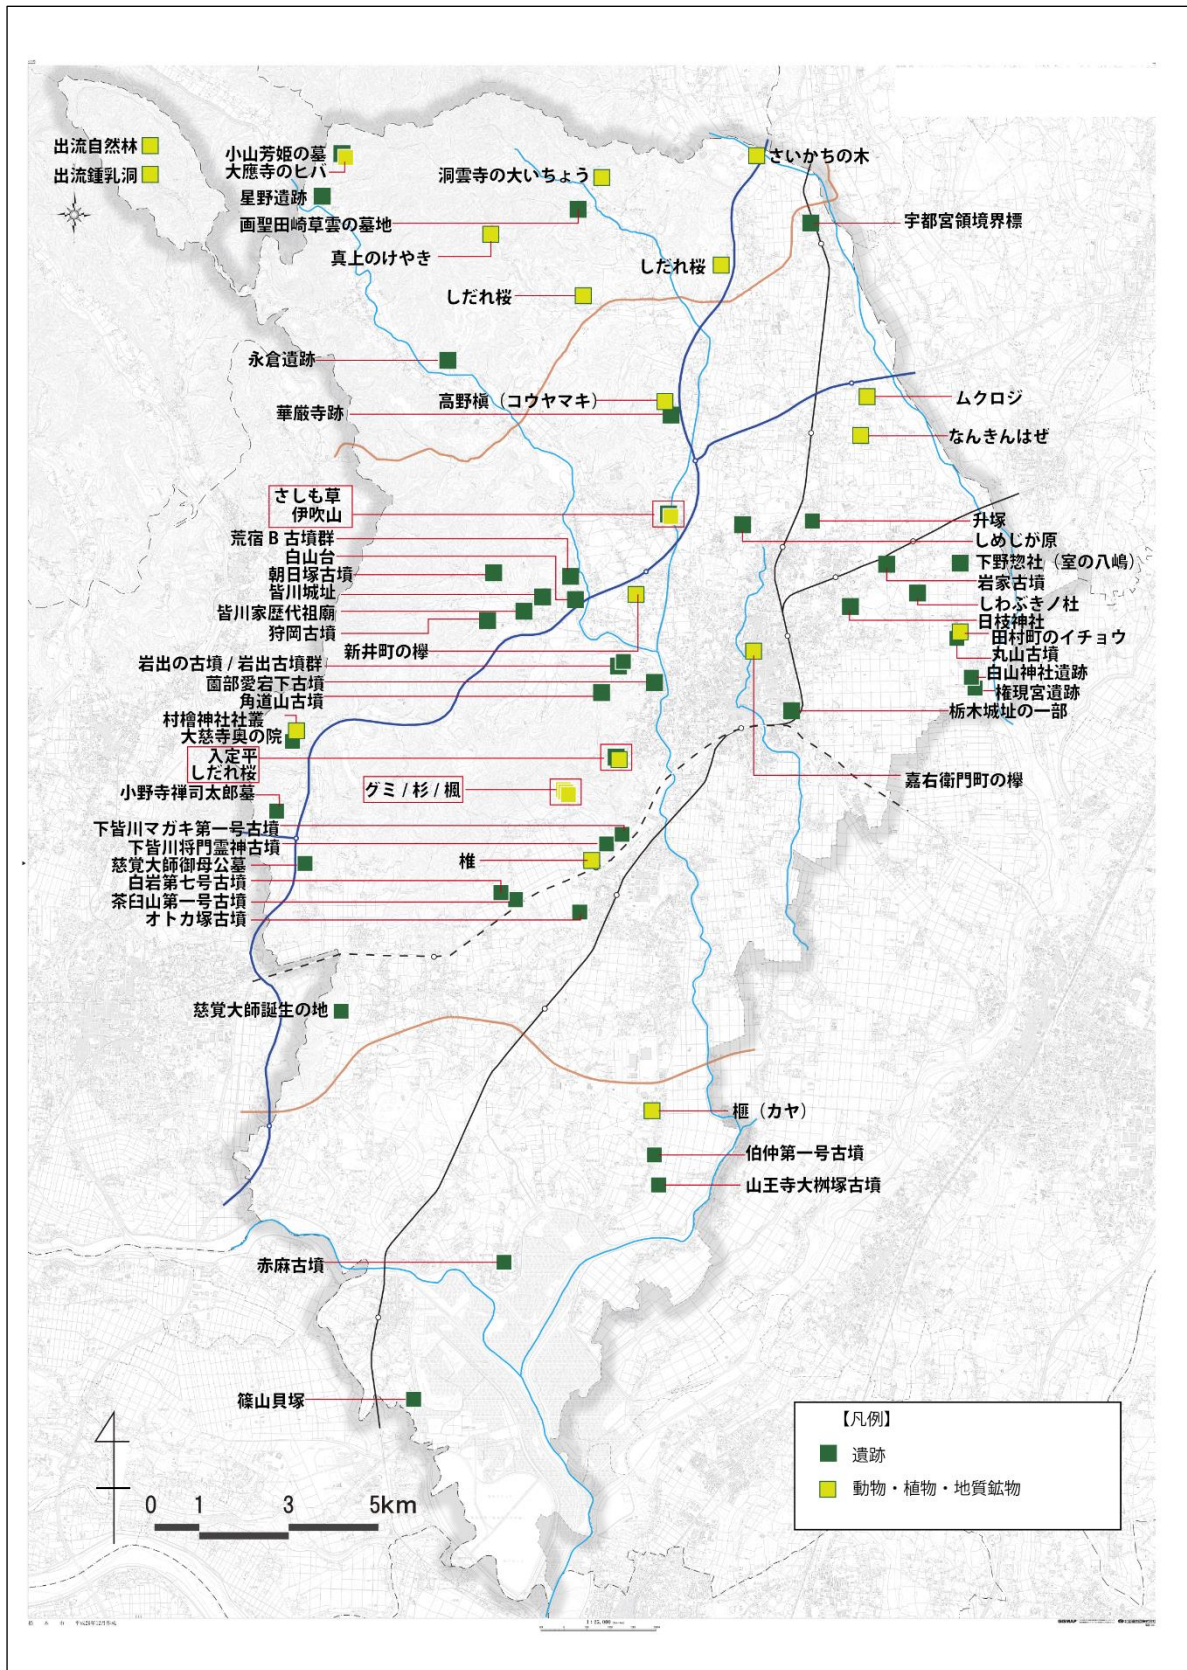 出流自然林
出流鍾乳洞
小山芳姫の墓
大應寺のヒバ
星野遺跡
画聖田崎草雲の墓地
真上のけやき
しだれ桜
洞雲寺の大いちょう
さいかちの木
宇都宮領境界標
しだれ桜
永倉遺跡
高野槇（コウヤマキ）
華厳寺跡
ムクロジ
なんきんはぜ
さしも草
伊吹山
荒宿 B 古墳群
白山台
朝日塚古墳
皆川城址
皆川家歴代祖廟
狩岡古墳
新井町の欅
岩出の古墳 / 岩出古墳群
薗部愛宕下古墳
角道山古墳
升塚
しめじが原
下野惣社（室の八嶋）
岩家古墳
しわぶきノ杜
日枝神社
田村町のイチョウ
丸山古墳
白山神社遺跡
権現宮遺跡
栃木城址の一部
嘉右衛門町の欅
村檜神社社叢
大慈寺奥の院
入定平
しだれ桜
グミ / 杉 / 楓
小野寺禅司太郎墓
下皆川マガキ第一号古墳
下皆川将門霊神古墳
慈覚大師御母公墓
椎
白岩第七号古墳
茶臼山第一号古墳
オトカ塚古墳
慈覚大師誕生の地
榧（カヤ）
伯仲第一号古墳
山王寺大桝塚古墳
赤麻古墳
篠山貝塚
【凡例】
遺跡
動物・植物・地質鉱物
0 1 3 5km